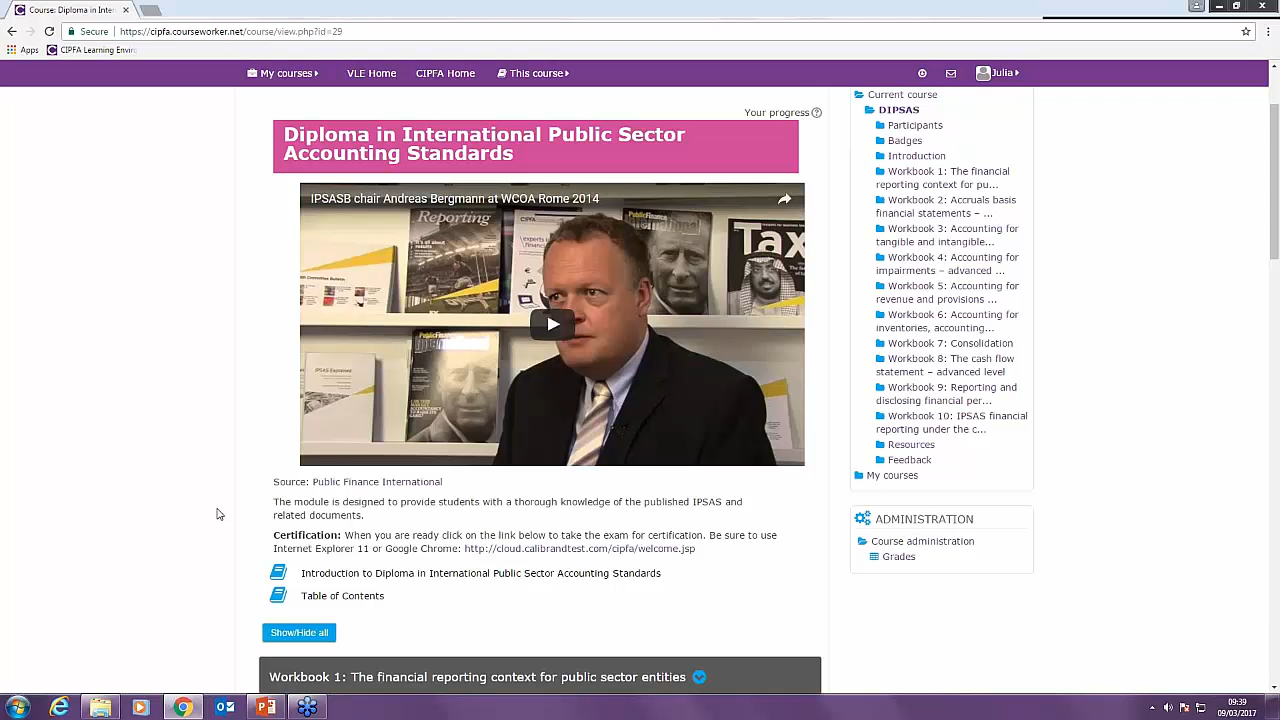 Course: Diploma in Inter
Secure
https://cipfa.courseworker.net/course/view.php?id=29
Apps
CIPFA Learning Enviro
My courses
VLE Home
CIPFA Home
This course
Julia
Your progress
Diploma in International Public Sector
Accounting Standards
IPSASB chair Andreas Bergmann at WCOA Rome 2014
Reporting
Tax
PublicFinance
IPSAS Explained
Source: Public Finance International
The module is designed to provide students with a thorough knowledge of the published IPSAS and
related documents.
Certification: When you are ready click on the link below to take the exam for certification. Be sure to use
Internet Explorer 11 or Google Chrome: http://cloud.calibrandtest.com/cipfa/welcome.jsp
Introduction to Diploma in International Public Sector Accounting Standards
Table of Contents
Show/Hide all
Workbook 1: The financial reporting context for public sector entities
Current course
DIPSAS
Participants
Badges
Introduction
Workbook 1: The financial
reporting context for pu...
Workbook 2: Accruals basis
financial statements – ...
Workbook 3: Accounting for
tangible and intangible...
Workbook 4: Accounting for
impairments – advanced ...
Workbook 5: Accounting for
revenue and provisions ...
Workbook 6: Accounting for
inventories, accounting...
Workbook 7: Consolidation
Workbook 8: The cash flow
statement – advanced level
Workbook 9: Reporting and
disclosing financial per...
Workbook 10: IPSAS financial
reporting under the c...
Resources
Feedback
My courses
ADMINISTRATION
Course administration
Grades
09:39
09/03/2017